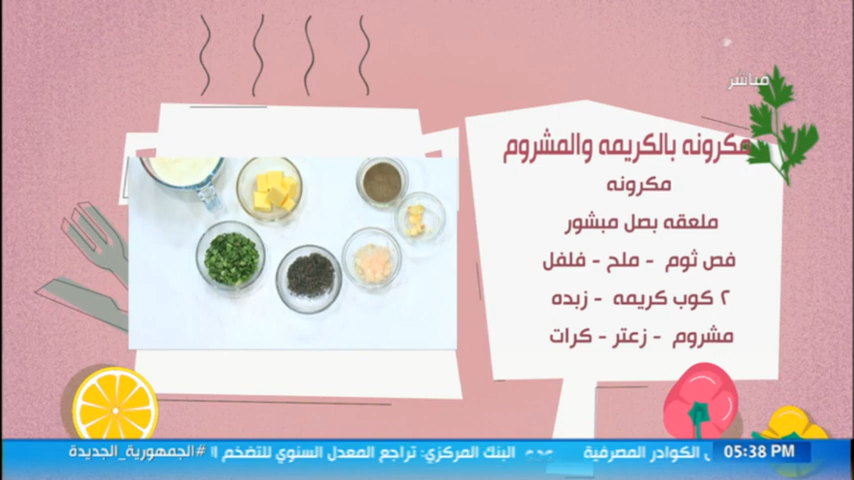 مباشر
مكرونه بالكريمه والمشروم
مكرونه
ملعقه بصل مبشور
فص ثوم - ملح - فلفل
٢ كوب كريمه - زبده
مشروم - زعتر - كرات
05:38 PM
الكوادر المصرفية البنك المركزي: تراجع المعدل السنوي للتضخم #الجمهورية_الجديدة